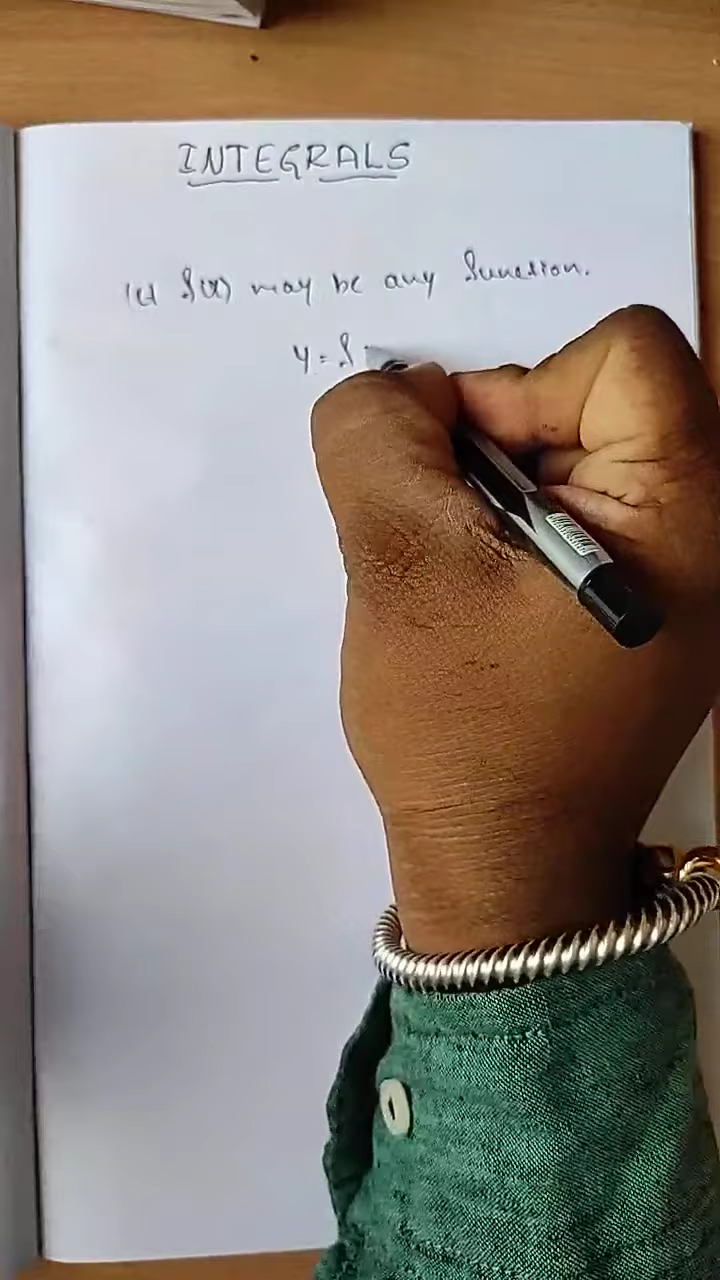 INTEGRALS
let f(x) may be any function.
y = f